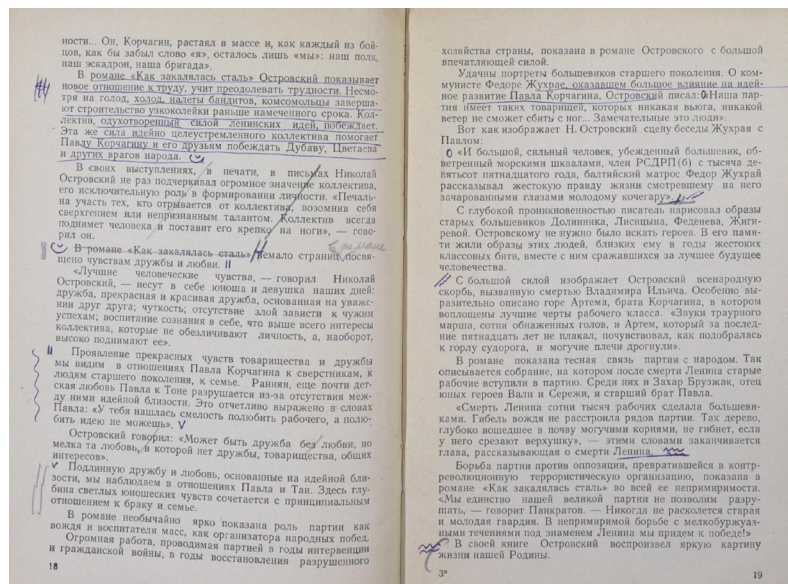 ности... Он, Корчагин, растаял в массе и, как каждый из бой-
цов, как бы забыл слово «я», осталось лишь «мы»: наш полк,
наш эскадрон, наша бригада».
В романе «Как закалялась сталь» Островский показывает
новое отношение к труду, учит преодолевать трудности. Несмо-
тря на голод, холод, налеты бандитов, комсомольцы заверша-
ют строительство узкоколейки раньше намеченного срока. Кол-
лектив, одухотворенный силой ленинских идей, побеждает.
Эта же сила идейно целеустремленного коллектива помогает
Павлу Корчагину и его друзьям побеждать Дубаву, Цветаева
и других врагов народа.
В своих выступлениях, в печати, в письмах Николай
Островский не раз подчеркивал огромное значение коллектива,
его исключительную роль в формировании личности. «Печаль-
на участь тех, кто отрывается от коллектива, возомнив себя
сверхгением или непризнанным талантом. Коллектив всегда
поднимет человека и поставит его крепко на ноги», — гово-
рил он.
В романе «Как закалялась сталь» немало страниц посвя-
В романе
щено чувствам дружбы и любви.
«Лучшие человеческие чувства, — говорил Николай
Островский, — несут в себе юноша и девушка наших дней:
дружба, прекрасная и красивая дружба, основанная на уваже-
нии друг друга; чуткость; отсутствие злой зависти к чужим
успехам; воспитание сознания в себе, что выше всего интересы
коллектива, которые не обезличивают личность, а, наоборот,
высоко поднимают ее».
Проявление прекрасных чувств товарищества и дружбы
мы видим в отношениях Павла Корчагина к сверстникам, к
людям старшего поколения, к семье. Ранняя, еще почти дет-
ская любовь Павла к Тоне разрушается из-за отсутствия меж-
ду ними идейной близости. Это отчетливо выражено в словах
Павла: «У тебя нашлась смелость полюбить рабочего, а полю-
бить идею не можешь».
Островский говорил: «Может быть дружба без любви, но
мелка та любовь, в которой нет дружбы, товарищества, общих
интересов».
Подлинную дружбу и любовь, основанные на идейной бли-
зости, мы наблюдаем в отношениях Павла и Таи. Здесь глу-
бина светлых юношеских чувств сочетается с принципиальным
отношением к браку и семье.
В романе необычайно ярко показана роль партии как
вождя и воспитателя масс, как организатора народных побед.
Огромная работа, проводимая партией в годы интервенции
и гражданской войны, в годы восстановления разрушенного
18
хозяйства страны, показана в романе Островского с большой
впечатляющей силой.
Удачны портреты большевиков старшего поколения. О ком-
мунисте Федоре Жухрае, оказавшем большое влияние на идей-
ное развитие Павла Корчагина, Островский писал: «Наша пар-
тия имеет таких товарищей, которых никакая вьюга, никакой
ветер не сможет сбить с ног... Замечательные это люди».
Вот как изображает Н. Островский сцену беседы Жухрая с
Павлом:
«И большой, сильный человек, убежденный большевик, об-
ветренный морскими шквалами, член РСДРП(б) с тысяча де-
вятьсот пятнадцатого года, балтийский матрос Федор Жухрай
рассказывал жестокую правду жизни смотревшему на него
зачарованными глазами молодому кочегару».
С глубокой проникновенностью писатель нарисовал образы
старых большевиков Долинника, Лисицына, Феденева, Жиги-
ревой. Островскому не нужно было искать героев. В его памя-
ти жили образы этих людей, близких ему в годы жестоких
классовых битв, вместе с ним сражавшихся за лучшее будущее
человечества.
С большой силой изображает Островский всенародную
скорбь, вызванную смертью Владимира Ильича. Особенно вы-
разительно описано горе Артема, брата Корчагина, в котором
воплощены лучшие черты рабочего класса. «Звуки траурного
марша, сотни обнаженных голов, и Артем, который за послед-
ние пятнадцать лет не плакал, почувствовал, как подобралась
к горлу судорога, и могучие плечи дрогнули».
В романе показана тесная связь партии с народом. Так
описывается собрание, на котором после смерти Ленина старые
рабочие вступили в партию. Среди них и Захар Брузжак, отец
юных героев Вали и Сережи, и старший брат Павла.
«Смерть Ленина сотни тысяч рабочих сделала большеви-
ками. Гибель вождя не расстроила рядов партии. Так дерево,
глубоко вошедшее в почву могучими корнями, не гибнет, если
у него срезают верхушку», — этими словами заканчивается
глава, рассказывающая о смерти Ленина.
Борьба партии против оппозиции, превратившейся в контр-
революционную террористическую организацию, показана в
романе «Как закалялась сталь» во всей ее непримиримости.
«Мы единство нашей великой партии не позволим разру-
шать, — говорит Панкратов. — Никогда не расколется старая
и молодая гвардия. В непримиримой борьбе с мелкобуржуаз-
ными течениями под знаменем Ленина мы придем к победе!»
В своей книге Островский воспроизвел яркую картину
жизни нашей Родины.
3*
19